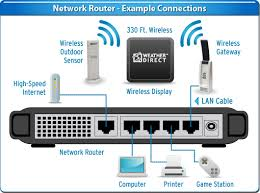 Network Router - Example Connections
Wireless
Outdoor
Sensor
330 Ft. Wireless
WEATHER
DIRECT
Wireless Display
Wireless
Gateway
High-Speed
Internet
LAN Cable
Network Router
Computer
Printer
Game Station